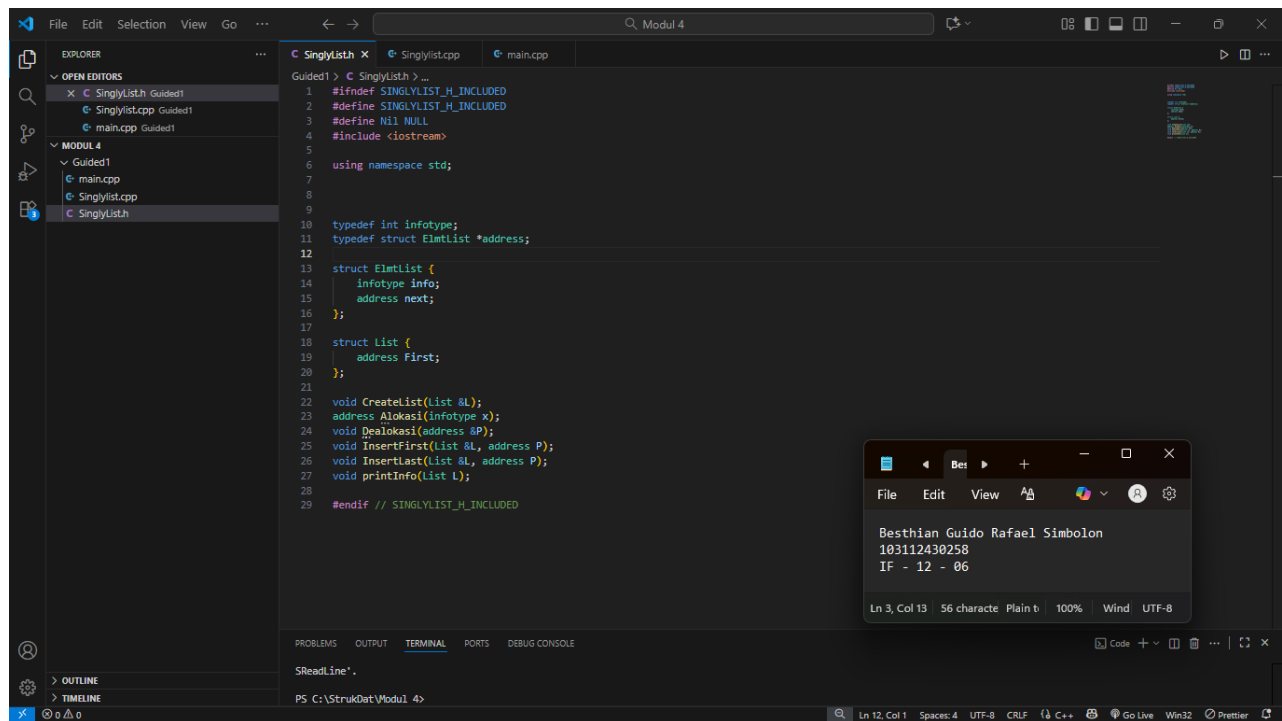 File Edit Selection View Go ···
Modul 4
EXPLORER
OPEN EDITORS
SinglyList.h Guided1
Singlylist.cpp Guided1
main.cpp Guided1
MODUL 4
Guided1
main.cpp
Singlylist.cpp
SinglyList.h
OUTLINE
TIMELINE
SinglyList.h
Singlylist.cpp
main.cpp
Guided1 > C SinglyList.h > ...
1 #ifndef SINGLYLIST_H_INCLUDED
2 #define SINGLYLIST_H_INCLUDED
3 #define Nil NULL
4 #include <iostream>
5
6 using namespace std;
7
8
9
10 typedef int infotype;
11 typedef struct ElmtList *address;
12
13 struct ElmtList {
14 infotype info;
15 address next;
16 };
17
18 struct List {
19 address First;
20 };
21
22 void CreateList(List &L);
23 address Alokasi(infotype x);
24 void Dealokasi(address &P);
25 void InsertFirst(List &L, address P);
26 void InsertLast(List &L, address P);
27 void printInfo(List L);
28
29 #endif // SINGLYLIST_H_INCLUDED
Bes
File Edit View
Besthian Guido Rafael Simbolon
103112430258
IF - 12 - 06
Ln 3, Col 13 56 characte Plain t 100% Wind UTF-8
PROBLEMS OUTPUT TERMINAL PORTS DEBUG CONSOLE
Code
SReadLine'.
PS C:\StrukDat\Modul 4>
0 0
Ln 12, Col 1 Spaces: 4 UTF-8 CRLF {} C++ Go Live Win32 Prettier